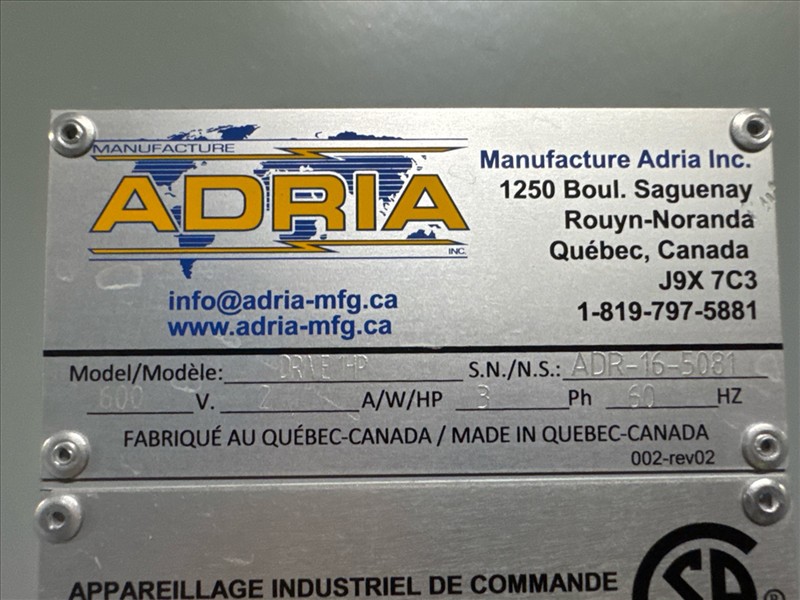 MANUFACTURE
ADRIA
INC.
info@adria-mfg.ca
www.adria-mfg.ca
Manufacture Adria Inc.
1250 Boul. Saguenay
Rouyn-Noranda
Québec, Canada
J9X 7C3
1-819-797-5881
Model/Modèle: DRIVE 1HP S.N./N.S.: ADR-16-5081
600 V. A/W/HP 3 Ph 60 HZ
FABRIQUÉ AU QUÉBEC-CANADA / MADE IN QUEBEC-CANADA
002-rev02
APPAREILLAGE INDUSTRIEL DE COMMANDE
®